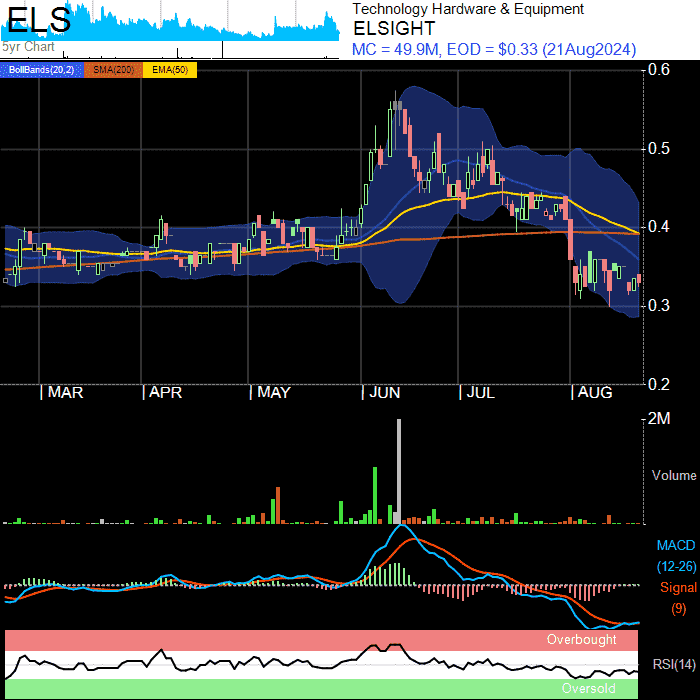 ELS
5yr Chart
Technology Hardware & Equipment
ELSIGHT
MC = 49.9M, EOD = $0.33 (21Aug2024)
BollBands(20,2) SMA(200) EMA(50)
0.6
0.5
0.4
0.3
0.2
MAR APR MAY JUN JUL AUG
2M
Volume
MACD
(12-26)
Signal
(9)
Overbought
RSI(14)
Oversold